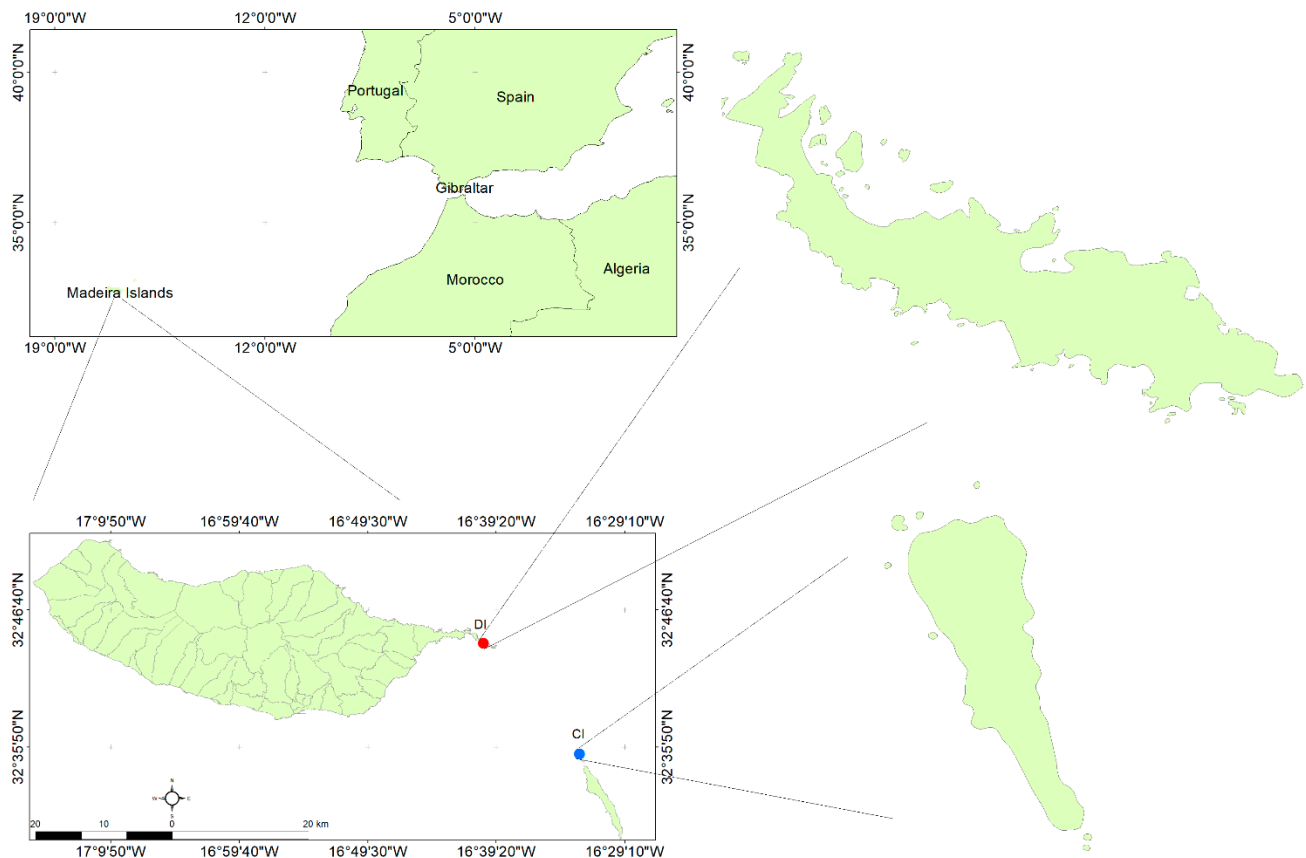 19°0'0"W 12°0'0"W 5°0'0"W
40°0'0"N
40°0'0"N
Portugal
Spain
Gibraltar
35°0'0"N
35°0'0"N
Algeria
Morocco
Madeira Islands
19°0'0"W 12°0'0"W 5°0'0"W
17°9'50"W 16°59'40"W 16°49'30"W 16°39'20"W 16°29'10"W
32°46'40"N
32°46'40"N
DI
CI
32°35'50"N
32°35'50"N
N
W E
S
20 10 0 20 km
17°9'50"W 16°59'40"W 16°49'30"W 16°39'20"W 16°29'10"W